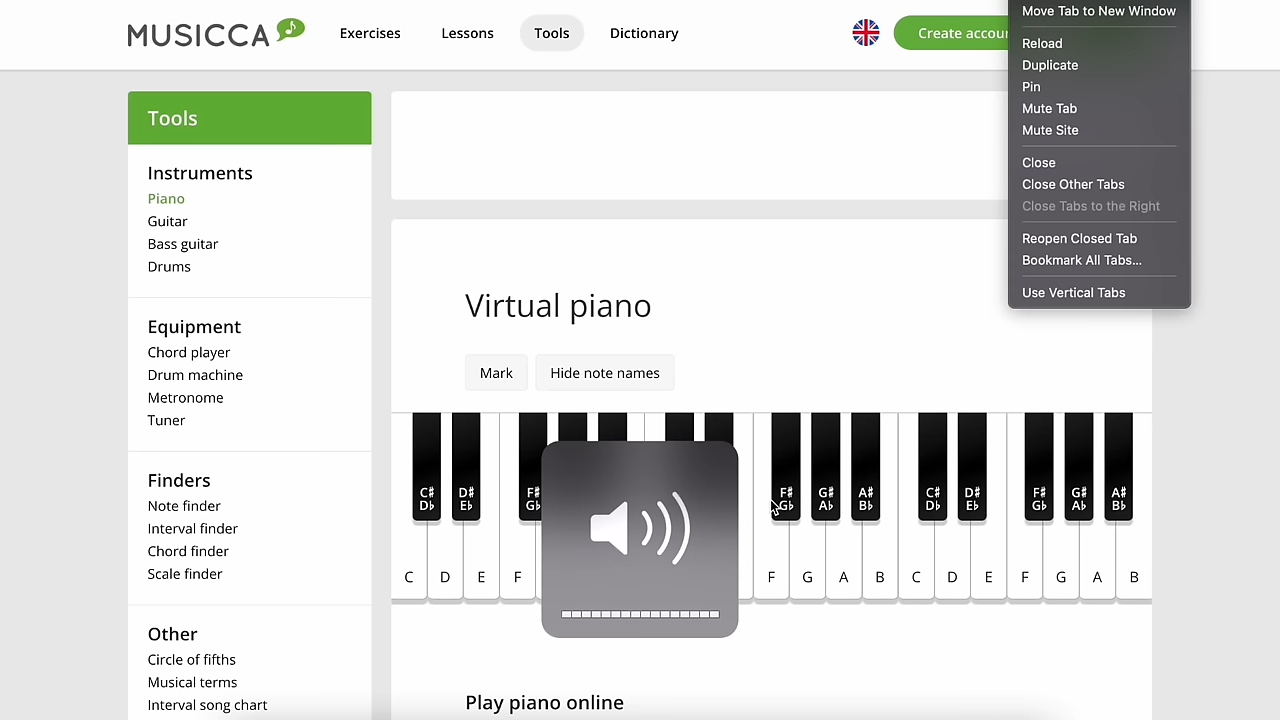 MUSICCA
Exercises
Lessons
Tools
Dictionary
Create accou
Move Tab to New Window
Reload
Duplicate
Pin
Mute Tab
Mute Site
Close
Close Other Tabs
Close Tabs to the Right
Reopen Closed Tab
Bookmark All Tabs...
Use Vertical Tabs
Tools
Instruments
Piano
Guitar
Bass guitar
Drums
Equipment
Chord player
Drum machine
Metronome
Tuner
Finders
Note finder
Interval finder
Chord finder
Scale finder
Other
Circle of fifths
Musical terms
Interval song chart
Virtual piano
Mark
Hide note names
C# D# F# F# G# A# C# D# F# G# A#
D♭ E♭ G♭ G♭ A♭ B♭ D♭ E♭ G♭ A♭ B♭
C D E F F G A B C D E F G A B
Play piano online